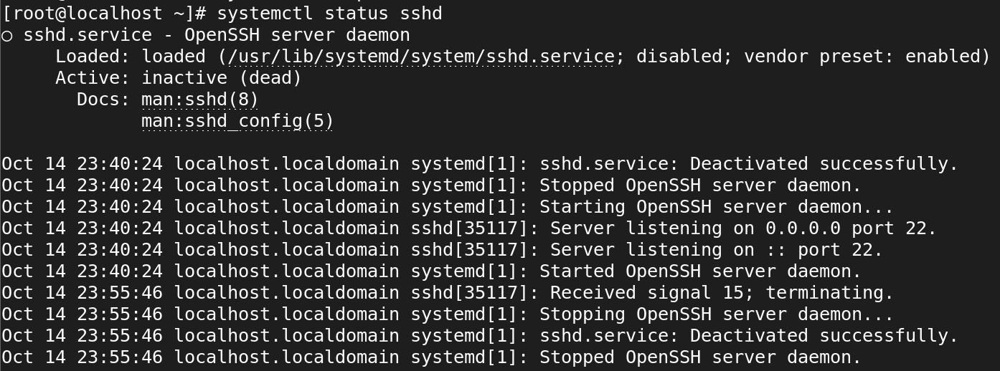 [root@localhost ~]# systemctl status sshd
○ sshd.service - OpenSSH server daemon
     Loaded: loaded (/usr/lib/systemd/system/sshd.service; disabled; vendor preset: enabled)
     Active: inactive (dead)
       Docs: man:sshd(8)
             man:sshd_config(5)

Oct 14 23:40:24 localhost.localdomain systemd[1]: sshd.service: Deactivated successfully.
Oct 14 23:40:24 localhost.localdomain systemd[1]: Stopped OpenSSH server daemon.
Oct 14 23:40:24 localhost.localdomain systemd[1]: Starting OpenSSH server daemon...
Oct 14 23:40:24 localhost.localdomain sshd[35117]: Server listening on 0.0.0.0 port 22.
Oct 14 23:40:24 localhost.localdomain sshd[35117]: Server listening on :: port 22.
Oct 14 23:40:24 localhost.localdomain systemd[1]: Started OpenSSH server daemon.
Oct 14 23:55:46 localhost.localdomain sshd[35117]: Received signal 15; terminating.
Oct 14 23:55:46 localhost.localdomain systemd[1]: Stopping OpenSSH server daemon...
Oct 14 23:55:46 localhost.localdomain systemd[1]: sshd.service: Deactivated successfully.
Oct 14 23:55:46 localhost.localdomain systemd[1]: Stopped OpenSSH server daemon.